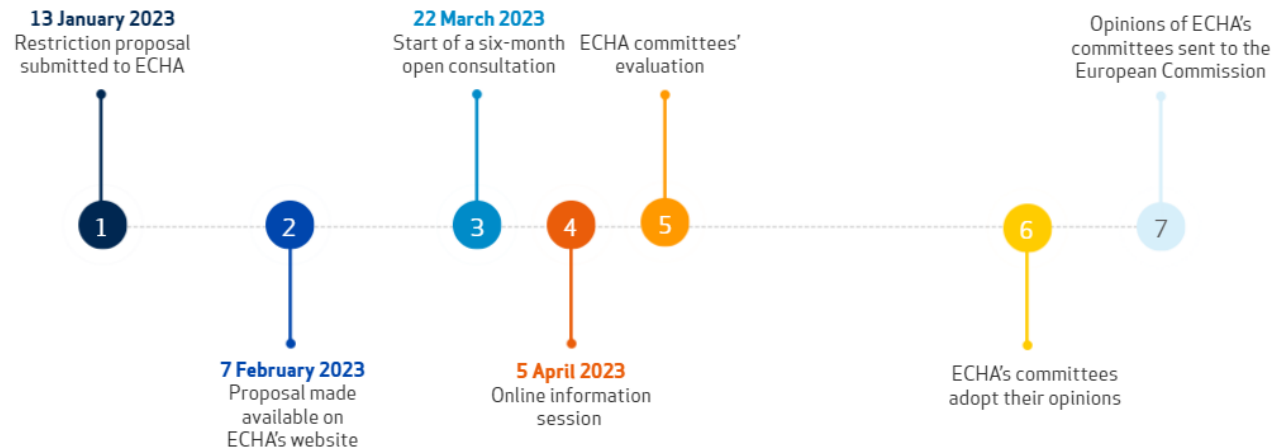 13 January 2023
Restriction proposal
submitted to ECHA
22 March 2023
Start of a six-month
open consultation
ECHA committees’
evaluation
Opinions of ECHA’s
committees sent to the
European Commission
1
2
3
4
5
6
7
7 February 2023
Proposal made
available on
ECHA’s website
5 April 2023
Online information
session
ECHA’s committees
adopt their opinions